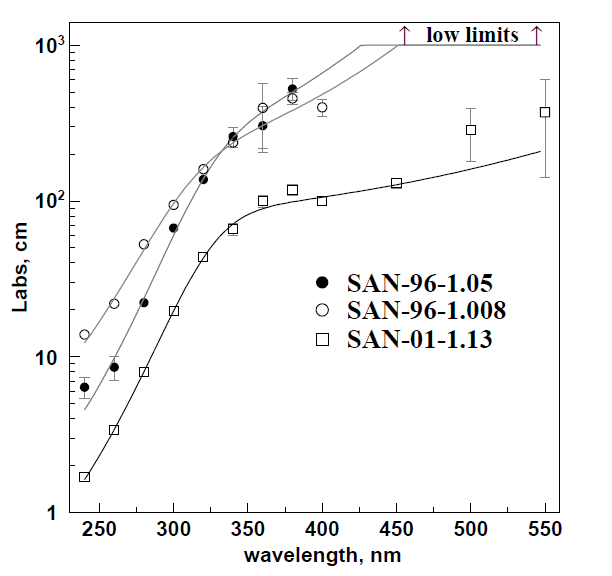 10³
↑ low limits ↑
10²
Labs, cm
SAN-96-1.05
SAN-96-1.008
SAN-01-1.13
10
1
250 300 350 400 450 500 550
wavelength, nm